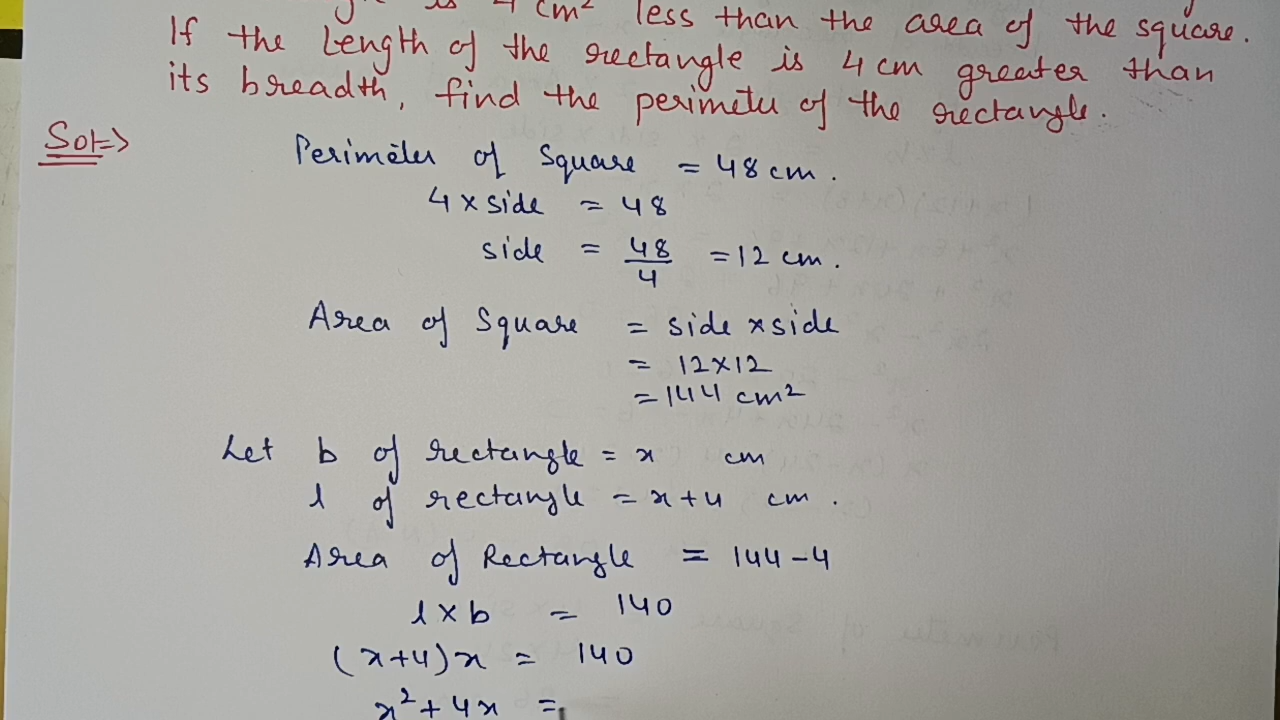 is 4 cm² less than the area of the square.
If the length of the rectangle is 4 cm greater than
its breadth, find the perimeter of the rectangle.
Sol=>
Perimeter of Square = 48 cm.
4 x side = 48
side = 48/4 = 12 cm.
Area of Square = side x side
= 12x12
= 144 cm²
Let b of rectangle = x cm
l of rectangle = x+4 cm.
Area of Rectangle = 144-4
l x b = 140
(x+4)x = 140
x² + 4x =